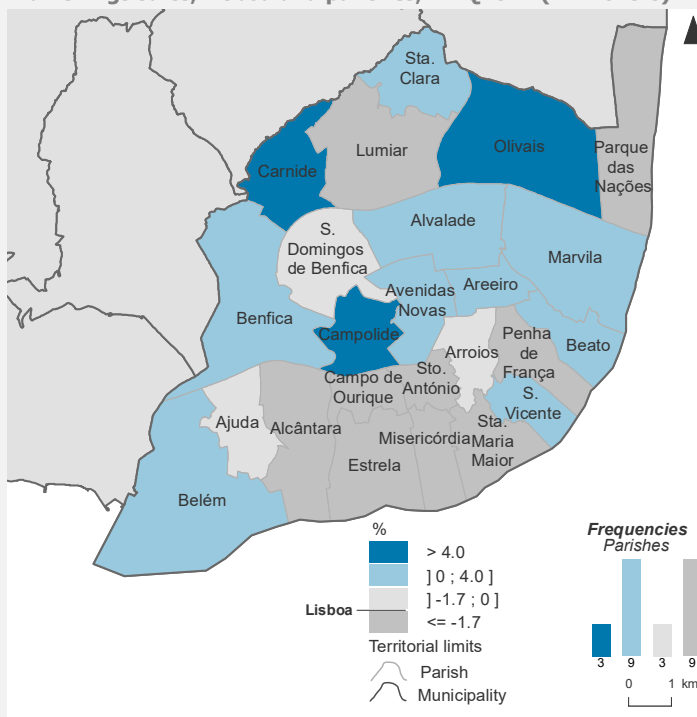 Sta.
Clara
Lumiar
Olivais
Parque
das
Nações
Carnide
S.
Domingos
de Benfica
Alvalade
Marvila
Avenidas
Novas
Areeiro
Benfica
Campolide
Arroios
Penha
de
França
Beato
Campo de
Ourique
Sto.
António
S.
Vicente
Ajuda
Alcântara
Misericórdia
Sta.
Maria
Maior
Estrela
Belém
%
> 4.0
] 0 ; 4.0 ]
] -1.7 ; 0 ]
Lisboa
<= -1.7
Territorial limits
Parish
Municipality
Frequencies
Parishes
3 9 3 9
0 1 km